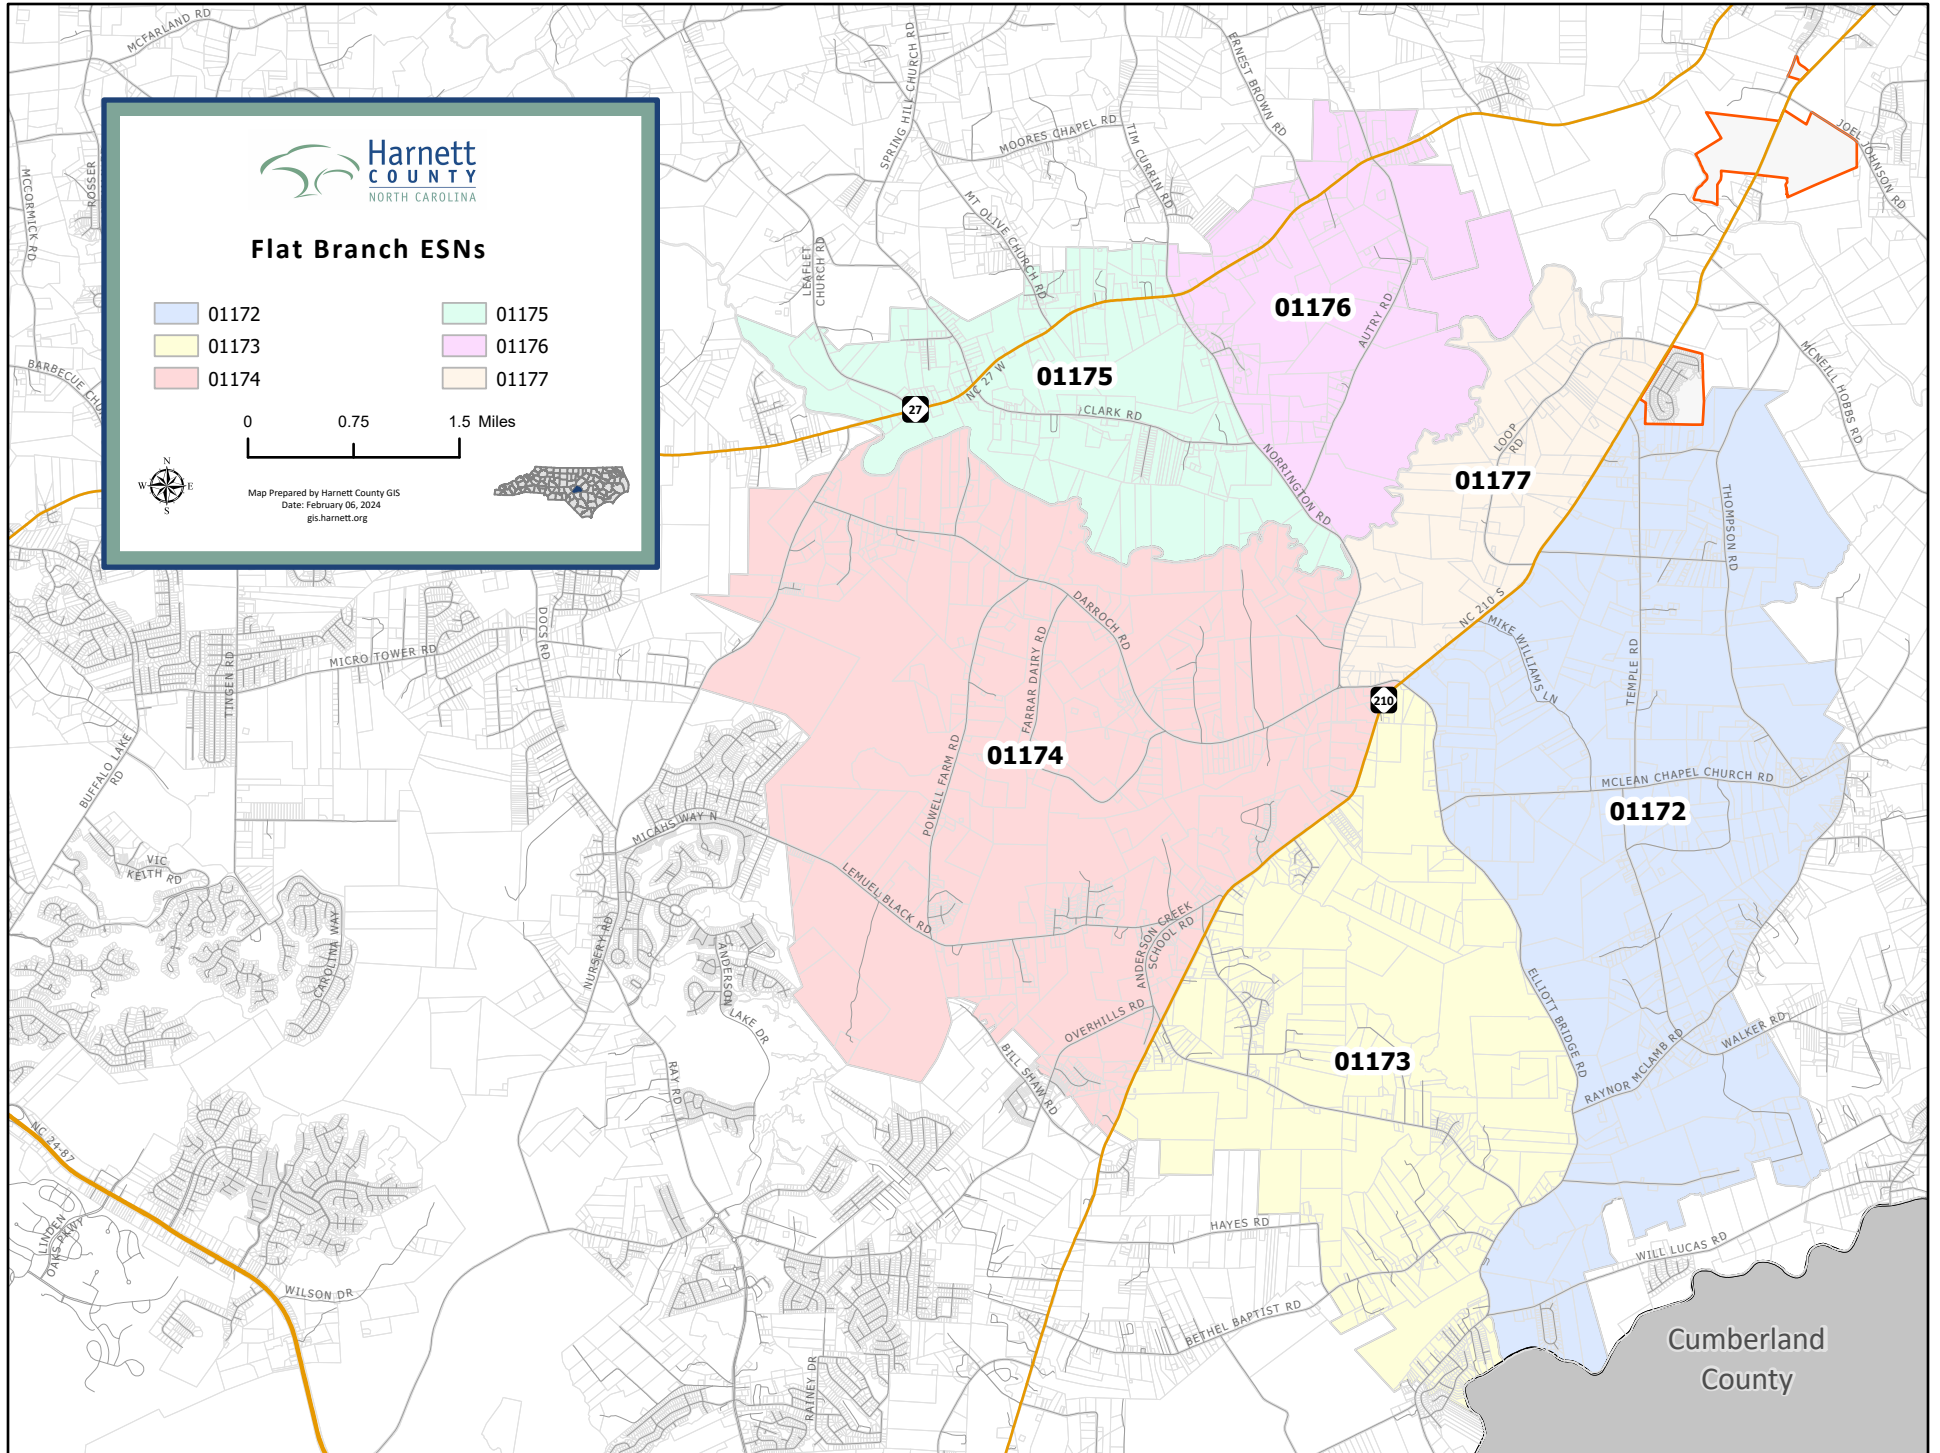 MCFARLAND RD
MCCORMICK RD
ROSSER
BARBECUE CHU
Harnett
COUNTY
NORTH CAROLINA
Flat Branch ESNs
01172
01173
01174
01175
01176
01177
0 0.75 1.5 Miles
N
W E
S
Map Prepared by Harnett County GIS
Date: February 06, 2024
gis.harnett.org
SPRING HILL CHURCH RD
MOORES CHAPEL RD
TIM CURRIN RD
ERNEST BROWN RD
MT OLIVE CHURCH RD
LEAFLET
CHURCH RD
JOEL JOHNSON RD
MCNEILL HOBBS RD
AUTRY RD
01176
01175
27
NC 27 W
CLARK RD
NORRINGTON RD
LOOP
RD
01177
THOMPSON RD
NC 210 S
MIKE WILLIAMS LN
TEMPLE RD
210
DARROCH RD
FARRAR DAIRY RD
POWELL FARM RD
01174
MCLEAN CHAPEL CHURCH RD
01172
DOCS RD
MICRO TOWER RD
TINGEN RD
BUFFALO LAKE
RD
MICAHS WAY N
LEMUEL BLACK RD
VIC
KEITH RD
CAROLINA WAY
NURSERY RD
ANDERSON
LAKE DR
ANDERSON CREEK
SCHOOL RD
OVERHILLS RD
BILL SHAW RD
RAY RD
ELLIOTT BRIDGE RD
01173
RAYNOR MCLAMB RD
WALKER RD
NC 24-87
LINDEN
OAKS PKWY
WILSON DR
HAYES RD
BETHEL BAPTIST RD
WILL LUCAS RD
RAINEY DR
Cumberland
County